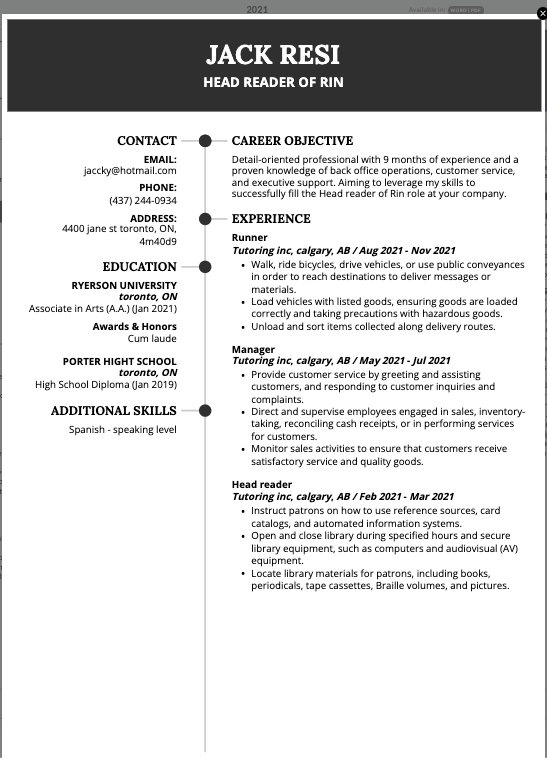 2021
Available in: WORD | PDF
JACK RESI
HEAD READER OF RIN
CONTACT
EMAIL:
jaccky@hotmail.com
PHONE:
(437) 244-0934
ADDRESS:
4400 jane st toronto, ON,
4m40d9
EDUCATION
RYERSON UNIVERSITY
toronto, ON
Associate in Arts (A.A.) (Jan 2021)
Awards & Honors
Cum laude
PORTER HIGHT SCHOOL
toronto, ON
High School Diploma (Jan 2019)
ADDITIONAL SKILLS
Spanish - speaking level
CAREER OBJECTIVE
Detail-oriented professional with 9 months of experience and a
proven knowledge of back office operations, customer service,
and executive support. Aiming to leverage my skills to
successfully fill the Head reader of Rin role at your company.
EXPERIENCE
Runner
Tutoring inc, calgary, AB / Aug 2021 - Nov 2021
• Walk, ride bicycles, drive vehicles, or use public conveyances
in order to reach destinations to deliver messages or
materials.
• Load vehicles with listed goods, ensuring goods are loaded
correctly and taking precautions with hazardous goods.
• Unload and sort items collected along delivery routes.
Manager
Tutoring inc, calgary, AB / May 2021 - Jul 2021
• Provide customer service by greeting and assisting
customers, and responding to customer inquiries and
complaints.
• Direct and supervise employees engaged in sales, inventory-
taking, reconciling cash receipts, or in performing services
for customers.
• Monitor sales activities to ensure that customers receive
satisfactory service and quality goods.
Head reader
Tutoring inc, calgary, AB / Feb 2021 - Mar 2021
• Instruct patrons on how to use reference sources, card
catalogs, and automated information systems.
• Open and close library during specified hours and secure
library equipment, such as computers and audiovisual (AV)
equipment.
• Locate library materials for patrons, including books,
periodicals, tape cassettes, Braille volumes, and pictures.